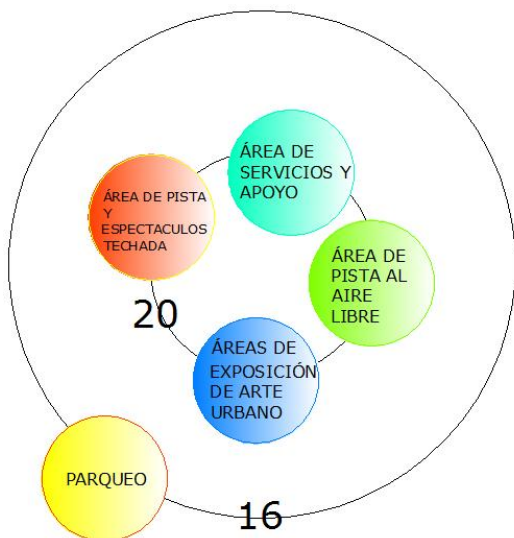 ÁREA DE
SERVICIOS Y
APOYO
ÁREA DE PISTA
Y
ESPECTACULOS
TECHADA
ÁREA DE
PISTA AL
AIRE
LIBRE
20
ÁREAS DE
EXPOSICIÓN
DE ARTE
URBANO
PARQUEO
16